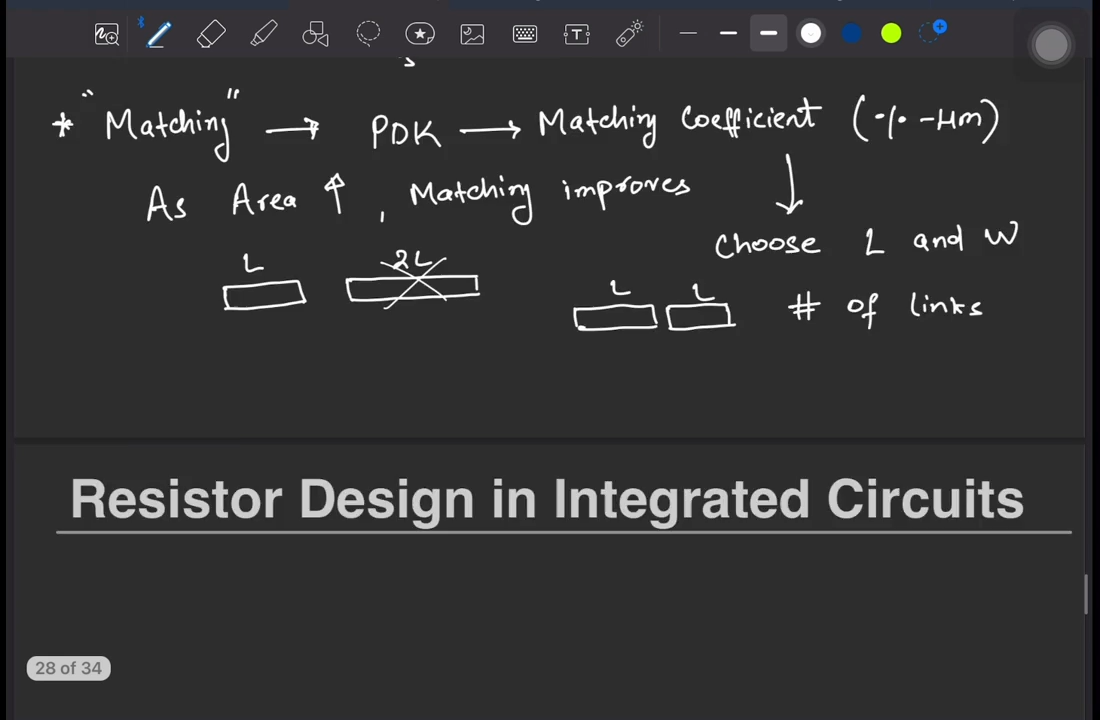 * "Matching" → PDK → Matching Coefficient (·/· -μm)
As Area ↑, Matching improves
Choose L and W
L 2L L L # of links
Resistor Design in Integrated Circuits
28 of 34